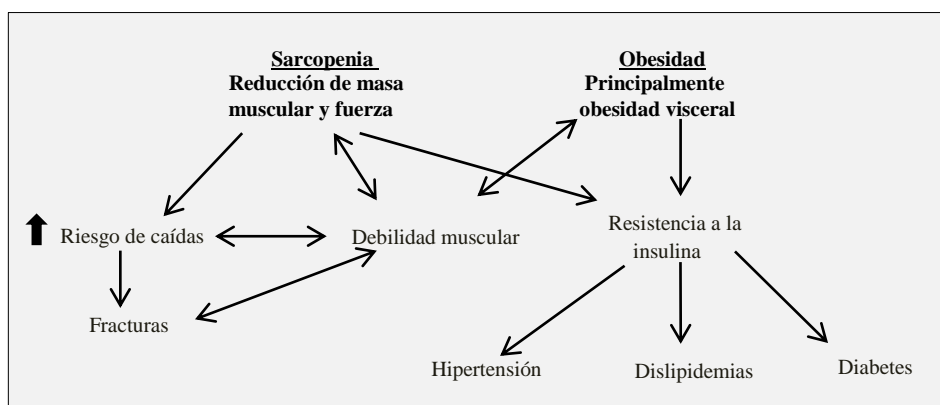 Sarcopenia
Reducción de masa
muscular y fuerza
Obesidad
Principalmente
obesidad visceral
Riesgo de caídas
Debilidad muscular
Resistencia a la
insulina
Fracturas
Hipertensión
Dislipidemias
Diabetes